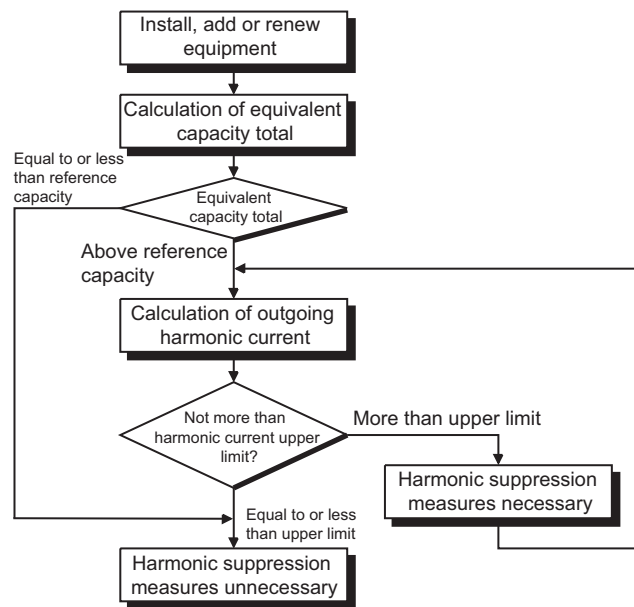 Install, add or renew
equipment
Calculation of equivalent
capacity total
Equal to or less
than reference
capacity
Equivalent
capacity total
Above reference
capacity
Calculation of outgoing
harmonic current
Not more than
harmonic current upper
limit?
More than upper limit
Harmonic suppression
measures necessary
Equal to or less
than upper limit
Harmonic suppression
measures unnecessary